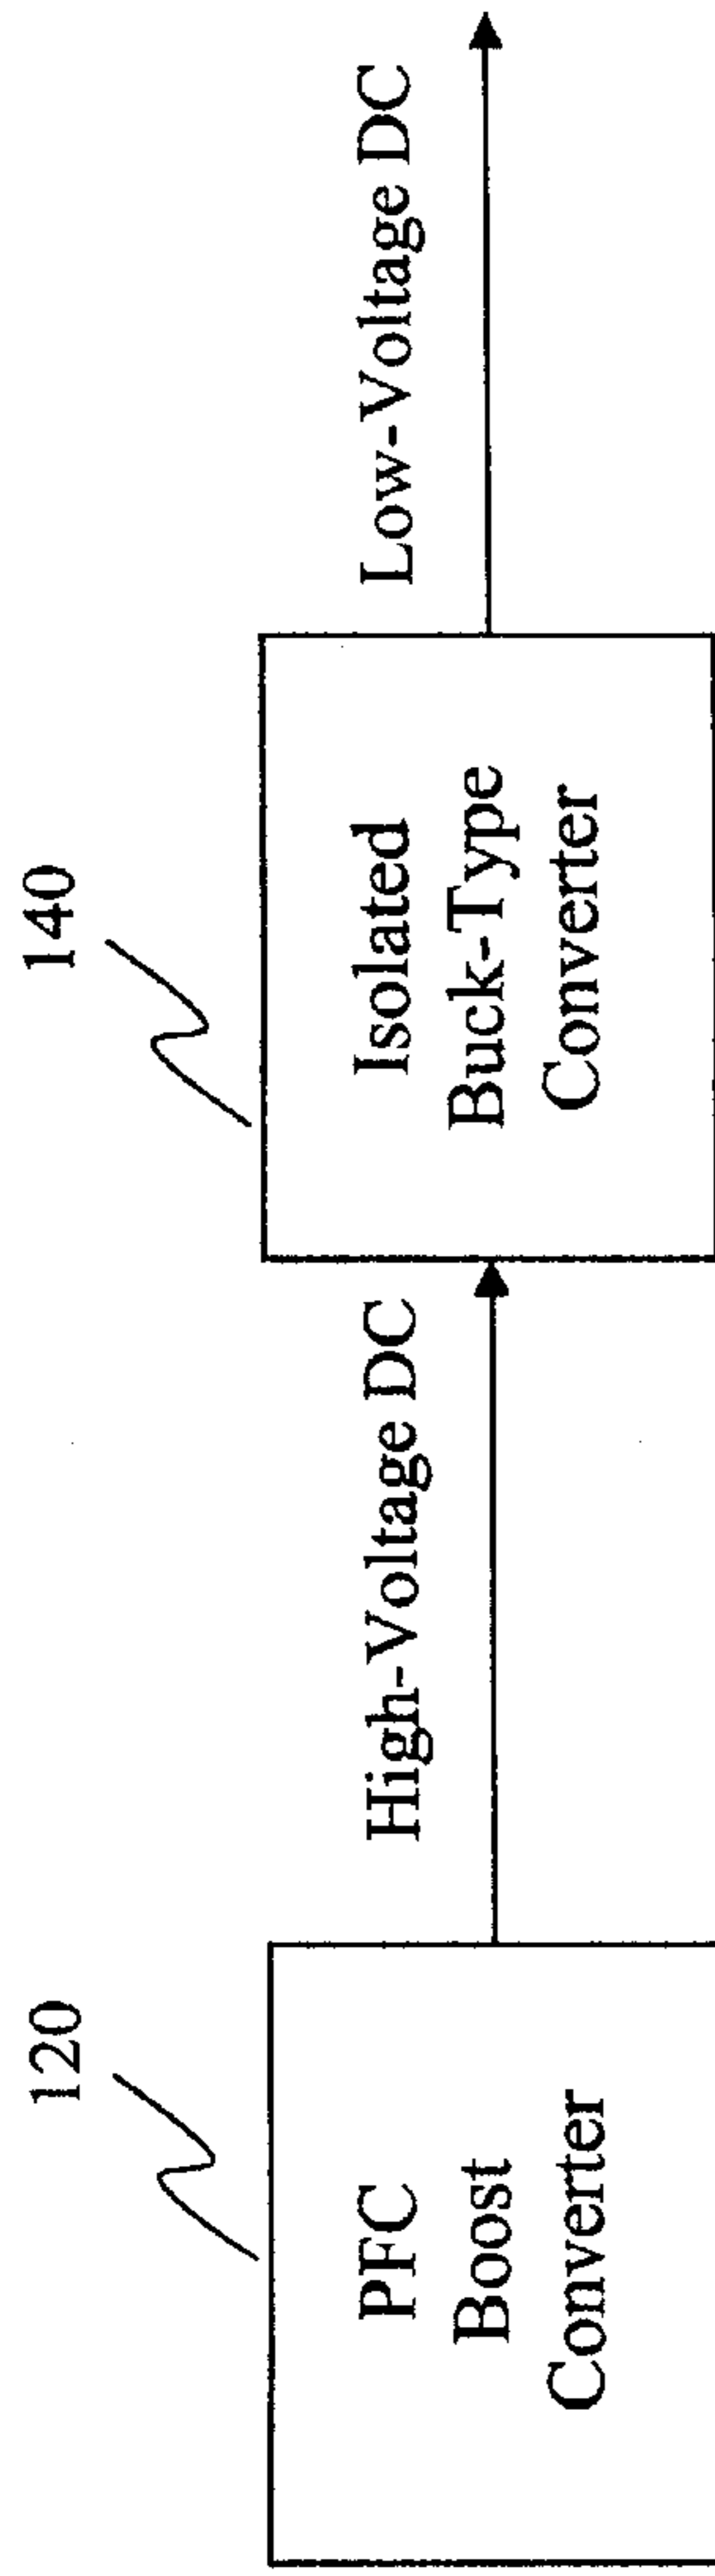 120
PFC
Boost
Converter
High-Voltage DC
140
Isolated
Buck-Type
Converter
Low-Voltage DC